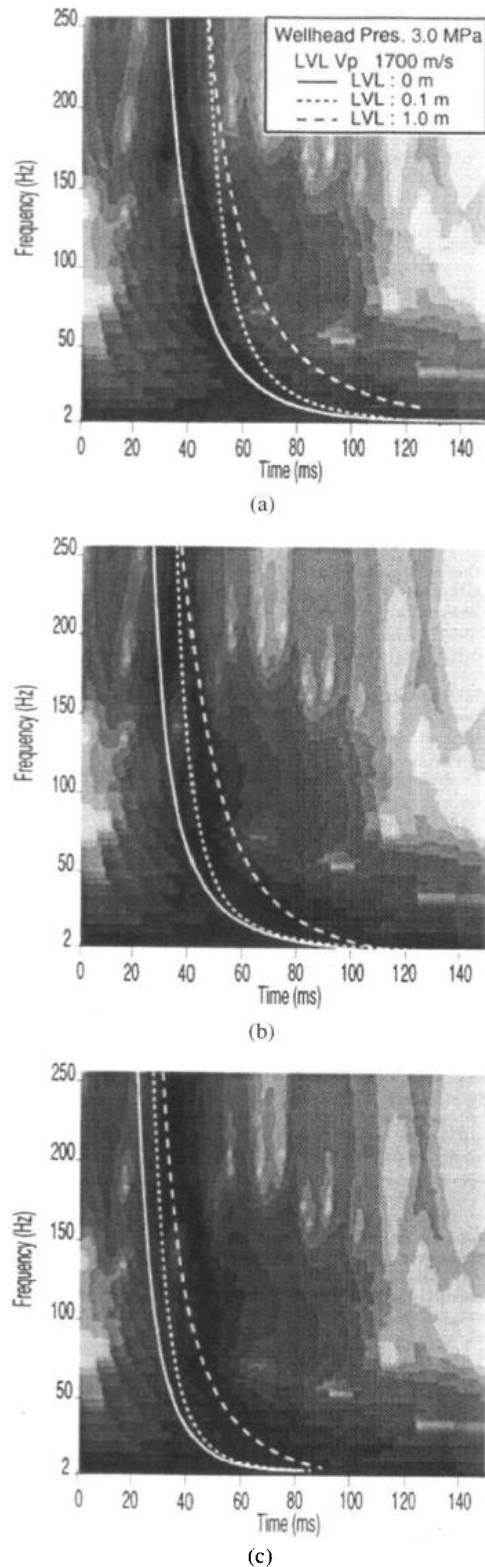 Wellhead Pres. 3.0 MPa
LVL Vp 1700 m/s
LVL : 0 m
LVL : 0.1 m
LVL : 1.0 m
250
200
150
100
50
2
Frequency (Hz)
0 20 40 60 80 100 120 140
Time (ms)
(a)
250
200
150
100
50
2
Frequency (Hz)
0 20 40 60 80 100 120 140
Time (ms)
(b)
250
200
150
100
50
2
Frequency (Hz)
0 20 40 60 80 100 120 140
Time (ms)
(c)